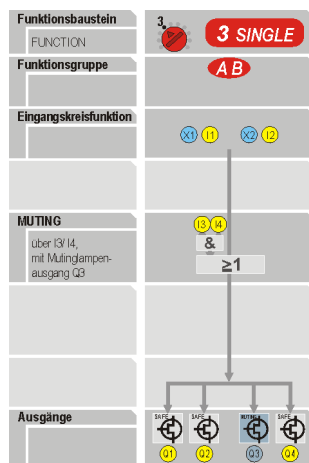 Funktionsbaustein
FUNCTION
3
3 SINGLE
Funktionsgruppe
A B
Eingangskreisfunktion
X1 I1 X2 I2
MUTING
über I3/ I4,
mit Mutinglampen-
ausgang Q3
I3 I4
&
≥1
Ausgänge
SAFE SAFE MUTING SAFE
Q1 Q2 Q3 Q4